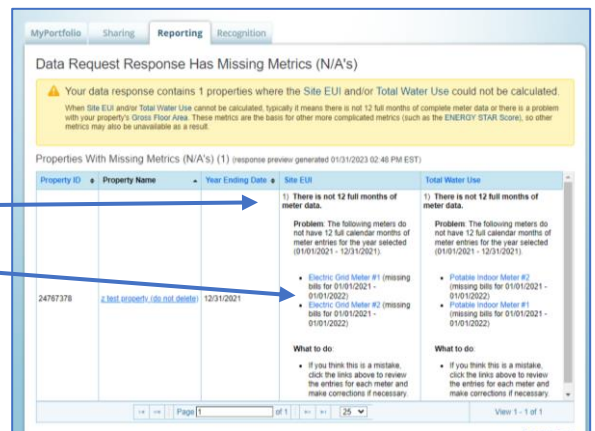 MyPortfolio Sharing Reporting Recognition
Data Request Response Has Missing Metrics (N/A's)
Your data response contains 1 properties where the Site EUI and/or Total Water Use could not be calculated.
When Site EUI and/or Total Water Use cannot be calculated, typically it means there is not 12 full months of complete meter data or there is a problem
with your property's Gross Floor Area. These metrics are the basis for other more complicated metrics (such as the ENERGY STAR Score), so other
metrics may also be unavailable as a result.
Properties With Missing Metrics (N/A's) (1) (response preview generated 01/31/2023 02:48 PM EST)
Property ID Property Name Year Ending Date Site EUI Total Water Use
24767378 z test property (do not delete) 12/31/2021
1) There is not 12 full months of
meter data.
Problem: The following meters do
not have 12 full calendar months of
meter entries for the year selected
(01/01/2021 - 12/31/2021).
• Electric Grid Meter #1 (missing
bills for 01/01/2021 -
01/01/2022)
• Electric Grid Meter #2 (missing
bills for 01/01/2021 -
01/01/2022)
What to do:
• If you think this is a mistake,
click the links above to review
the entries for each meter and
make corrections if necessary.
1) There is not 12 full months of
meter data.
Problem: The following meters do
not have 12 full calendar months of
meter entries for the year selected
(01/01/2021 - 12/31/2021).
• Potable Indoor Meter #2
(missing bills for 01/01/2021 -
01/01/2022)
• Potable Indoor Meter #1
(missing bills for 01/01/2021 -
01/01/2022)
What to do:
• If you think this is a mistake,
click the links above to review
the entries for each meter and
make corrections if necessary.
Page 1 of 1 25 View 1 - 1 of 1